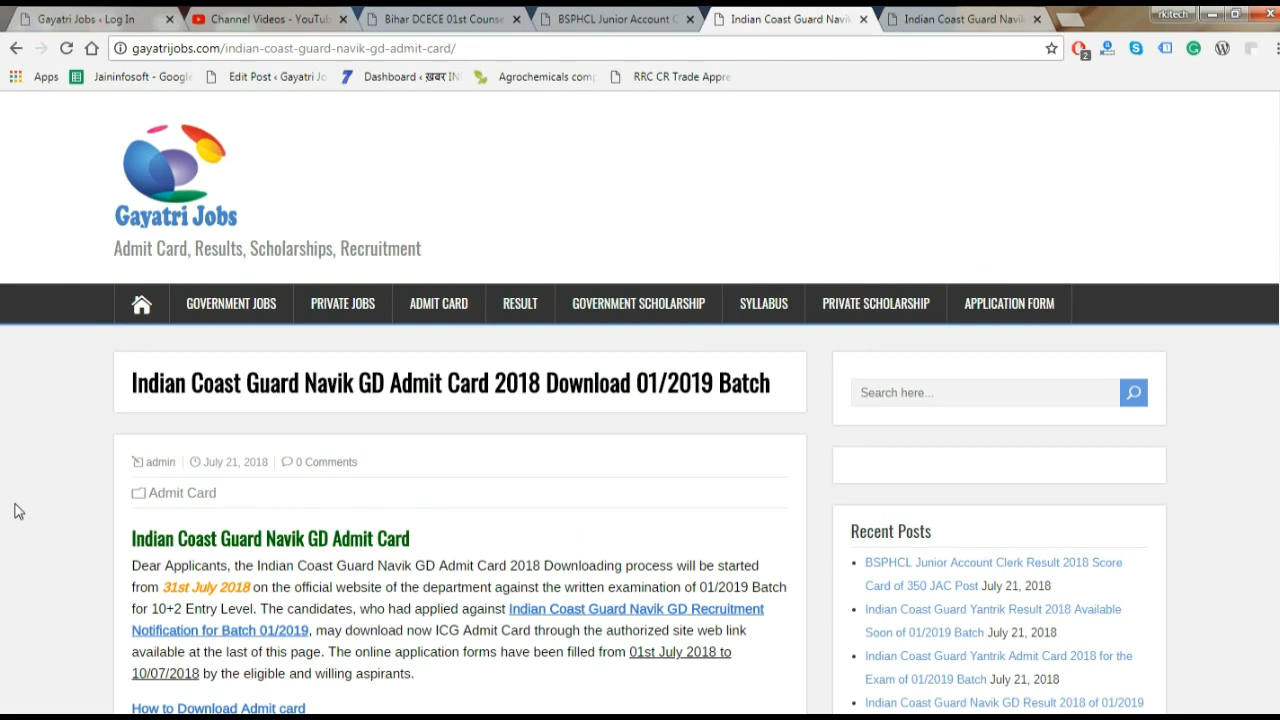 Gayatri Jobs ‹ Log In
Channel Videos - YouTub
Bihar DCECE 01st Counse
BSPHCL Junior Account C
Indian Coast Guard Navi
Indian Coast Guard Navik
rkitech
gayatrijobs.com/indian-coast-guard-navik-gd-admit-card/
2
Apps
Jaininfosoft - Google
Edit Post ‹ Gayatri Jo
Dashboard ‹ ख़बर IN
Agrochemicals com
RRC CR Trade Appre
Gayatri Jobs
Admit Card, Results, Scholarships, Recruitment
GOVERNMENT JOBS
PRIVATE JOBS
ADMIT CARD
RESULT
GOVERNMENT SCHOLARSHIP
SYLLABUS
PRIVATE SCHOLARSHIP
APPLICATION FORM
Indian Coast Guard Navik GD Admit Card 2018 Download 01/2019 Batch
admin
July 21, 2018
0 Comments
Admit Card
Indian Coast Guard Navik GD Admit Card
Dear Applicants, the Indian Coast Guard Navik GD Admit Card 2018 Downloading process will be started
from 31st July 2018 on the official website of the department against the written examination of 01/2019 Batch
for 10+2 Entry Level. The candidates, who had applied against Indian Coast Guard Navik GD Recruitment
Notification for Batch 01/2019, may download now ICG Admit Card through the authorized site web link
available at the last of this page. The online application forms have been filled from 01st July 2018 to
10/07/2018 by the eligible and willing aspirants.
How to Download Admit card
Search here...
Recent Posts
BSPHCL Junior Account Clerk Result 2018 Score
Card of 350 JAC Post July 21, 2018
Indian Coast Guard Yantrik Result 2018 Available
Soon of 01/2019 Batch July 21, 2018
Indian Coast Guard Yantrik Admit Card 2018 for the
Exam of 01/2019 Batch July 21, 2018
Indian Coast Guard Navik GD Result 2018 of 01/2019